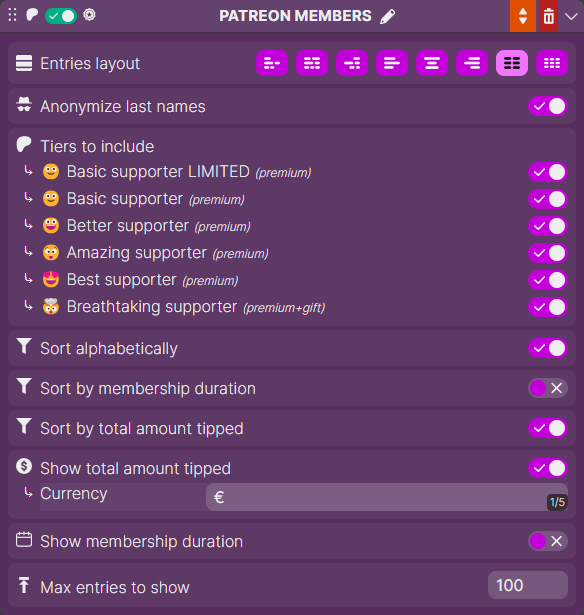 PATREON MEMBERS
Entries layout
Anonymize last names
Tiers to include
Basic supporter LIMITED (premium)
Basic supporter (premium)
Better supporter (premium)
Amazing supporter (premium)
Best supporter (premium)
Breathtaking supporter (premium+gift)
Sort alphabetically
Sort by membership duration
Sort by total amount tipped
Show total amount tipped
Currency € 1/5
Show membership duration
Max entries to show 100